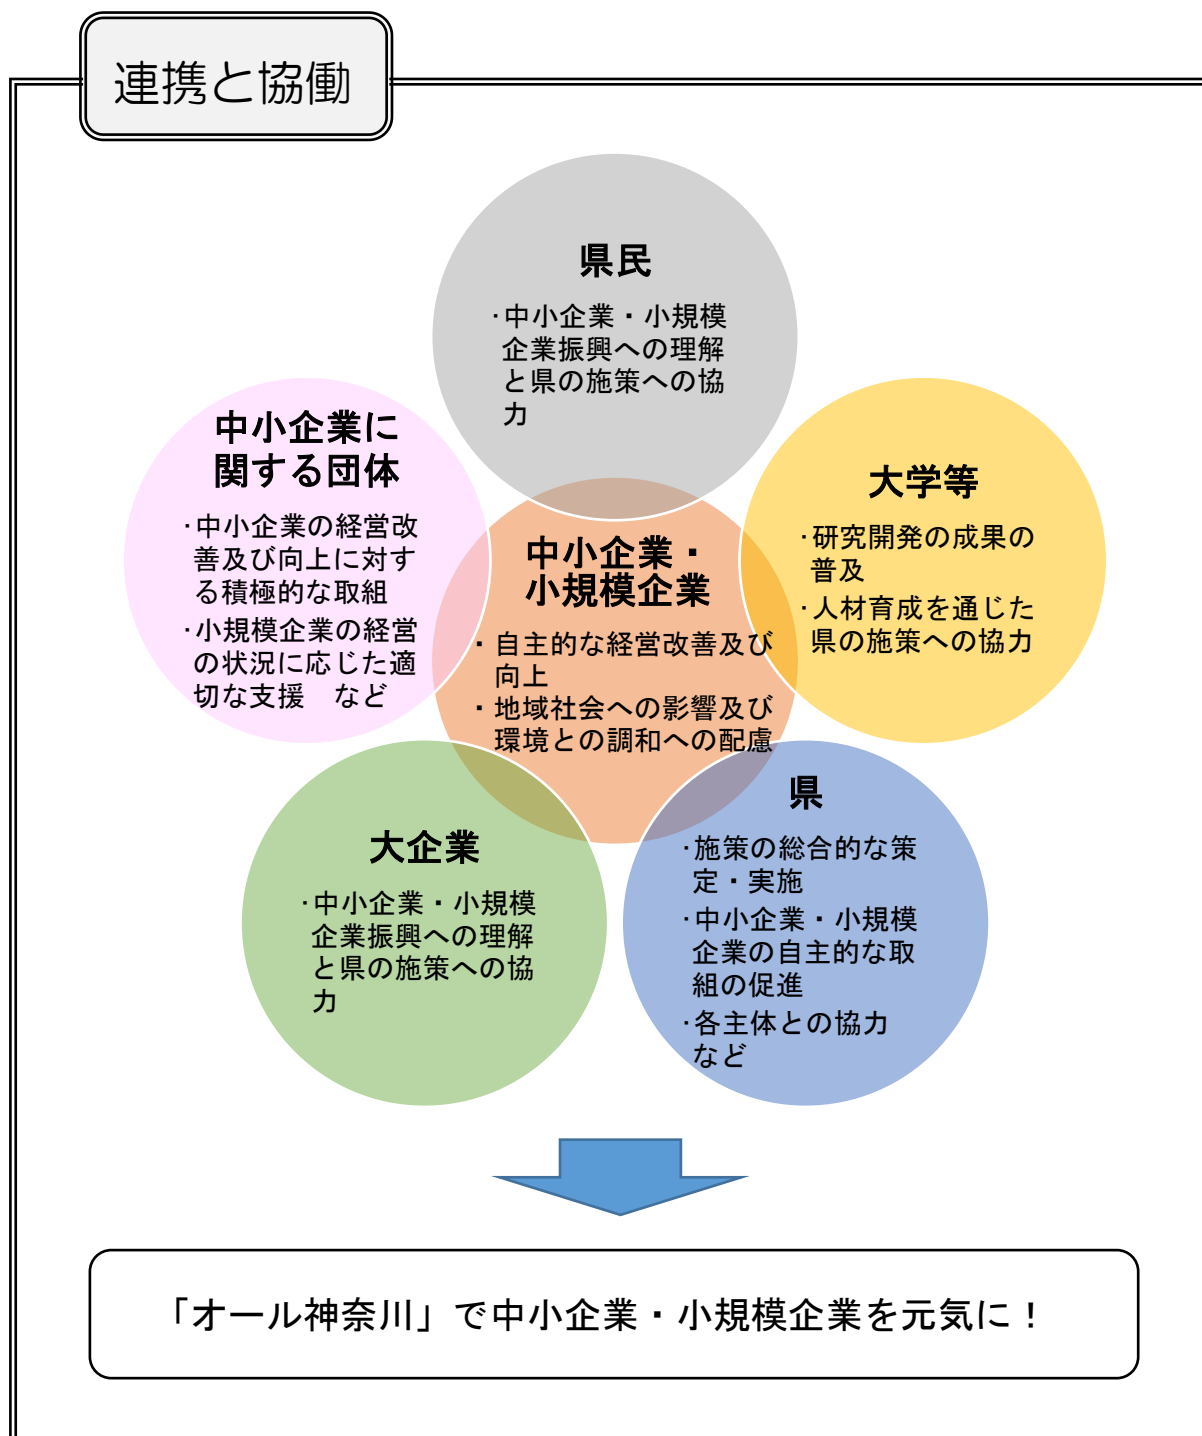 連携と協働
県民
・中小企業・小規模
企業振興への理解
と県の施策への協
力
中小企業に
関する団体
・中小企業の経営改
善及び向上に対す
る積極的な取組
・小規模企業の経営
の状況に応じた適
切な支援　など
大学等
・研究開発の成果の
普及
・人材育成を通じた
県の施策への協力
中小企業・
小規模企業
・自主的な経営改善及び
向上
・地域社会への影響及び
環境との調和への配慮
大企業
・中小企業・小規模
企業振興への理解
と県の施策への協
力
県
・施策の総合的な策
定・実施
・中小企業・小規模
企業の自主的な取
組の促進
・各主体との協力
など
「オール神奈川」で中小企業・小規模企業を元気に！